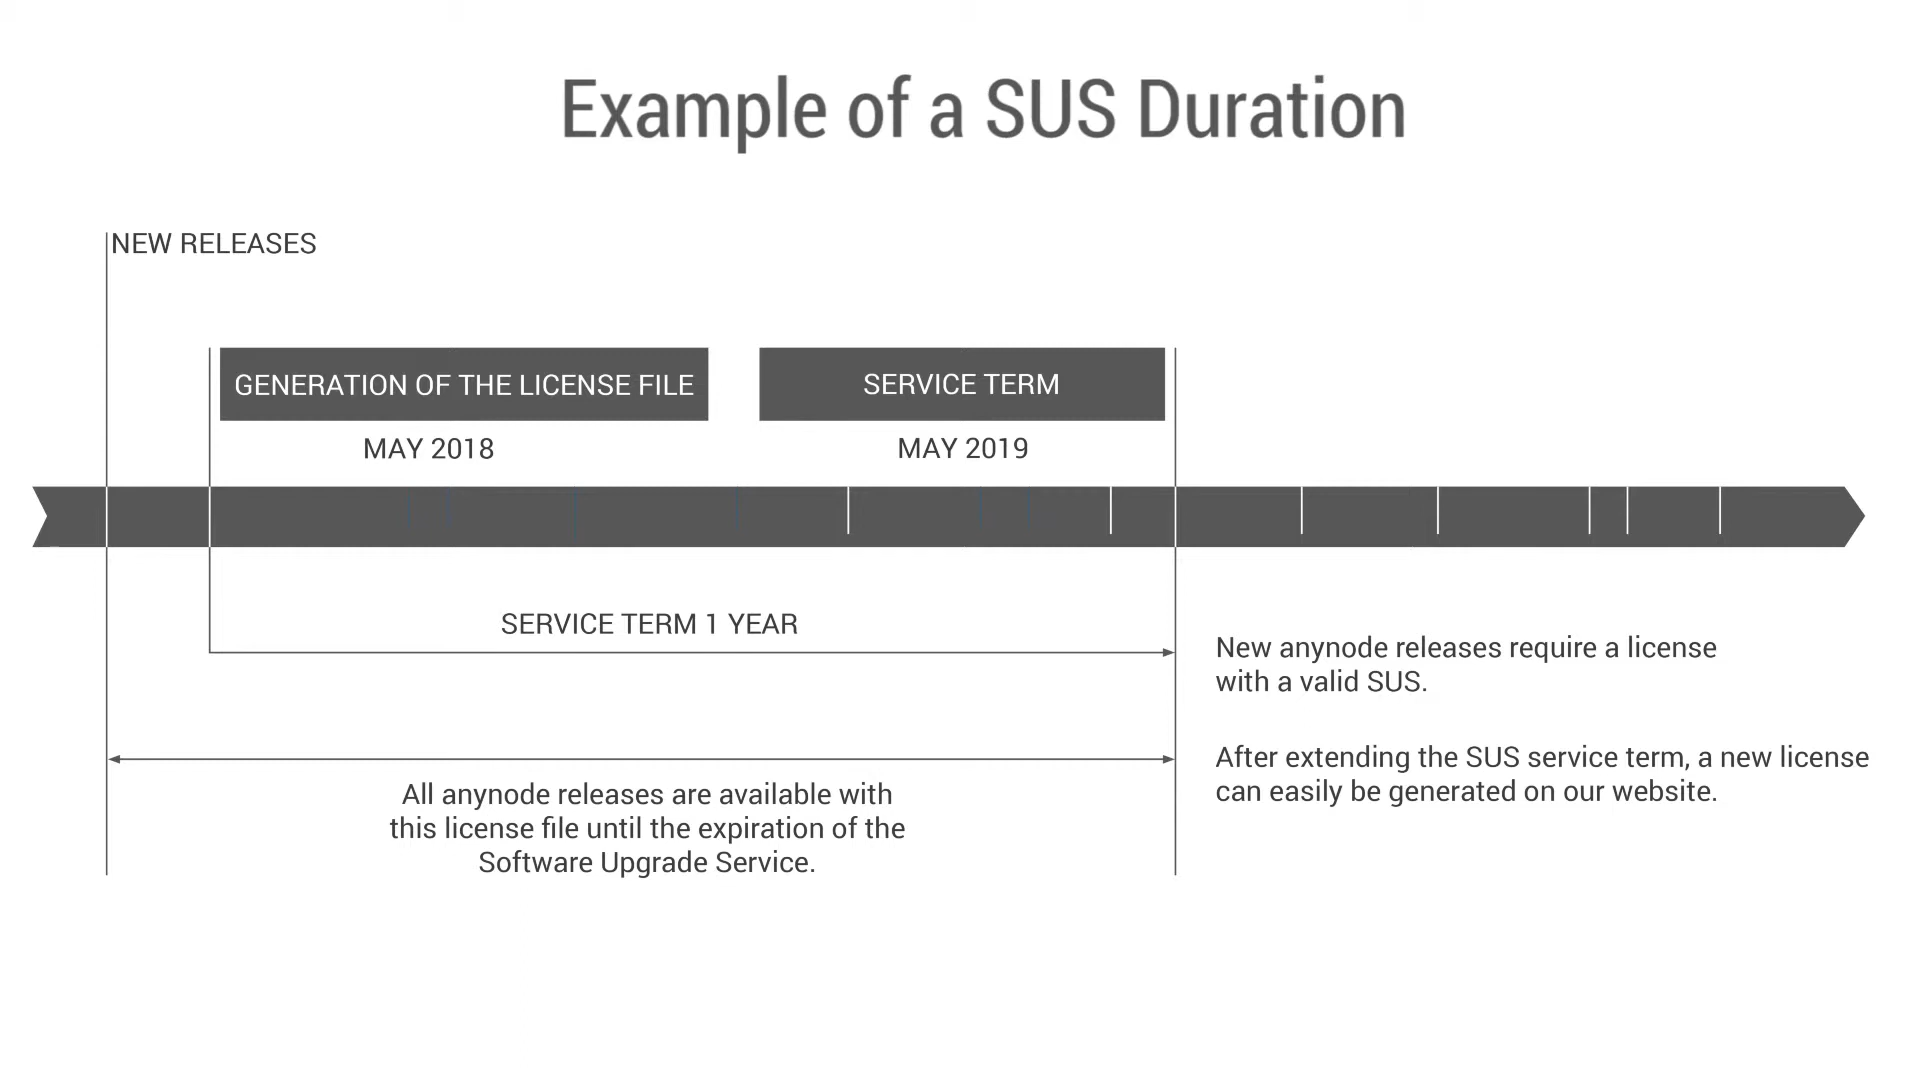 Example of a SUS Duration
NEW RELEASES
GENERATION OF THE LICENSE FILE
SERVICE TERM
MAY 2018
MAY 2019
SERVICE TERM 1 YEAR
New anynode releases require a license
with a valid SUS.
After extending the SUS service term, a new license
can easily be generated on our website.
All anynode releases are available with
this license file until the expiration of the
Software Upgrade Service.